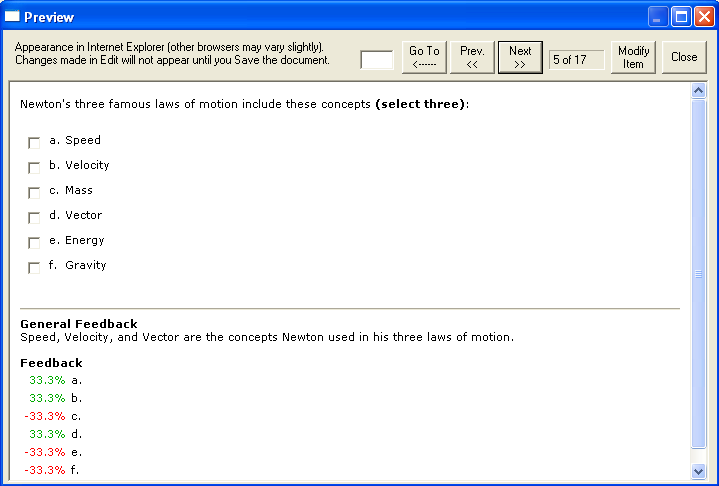 Preview
Appearance in Internet Explorer (other browsers may vary slightly).
Changes made in Edit will not appear until you Save the document.
Go To
<------
Prev.
<<
Next
>>
5 of 17
Modify
Item
Close
Newton's three famous laws of motion include these concepts (select three):
a. Speed
b. Velocity
c. Mass
d. Vector
e. Energy
f. Gravity
General Feedback
Speed, Velocity, and Vector are the concepts Newton used in his three laws of motion.
Feedback
33.3% a.
33.3% b.
-33.3% c.
33.3% d.
-33.3% e.
-33.3% f.